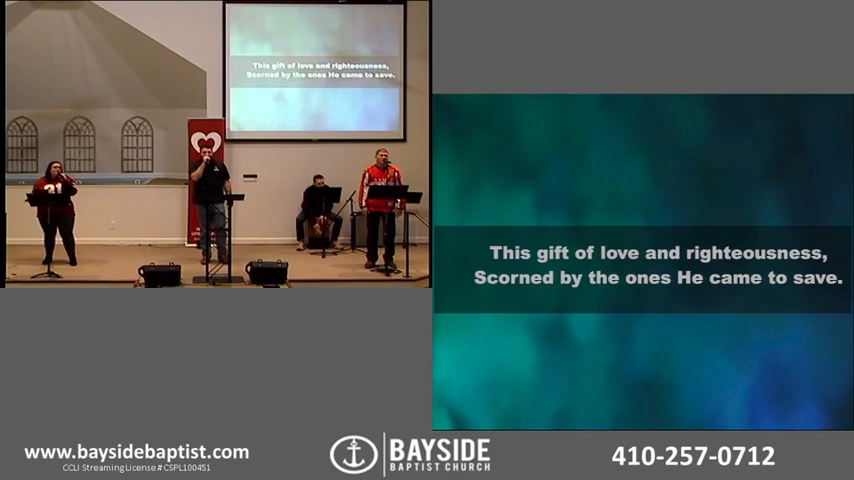 This gift of love and righteousness,
Scorned by the ones He came to save.
21
This gift of love and righteousness,
Scorned by the ones He came to save.
www.baysidebaptist.com
CCLI Streaming License # CSPL100451
BAYSIDE
BAPTIST CHURCH
410-257-0712